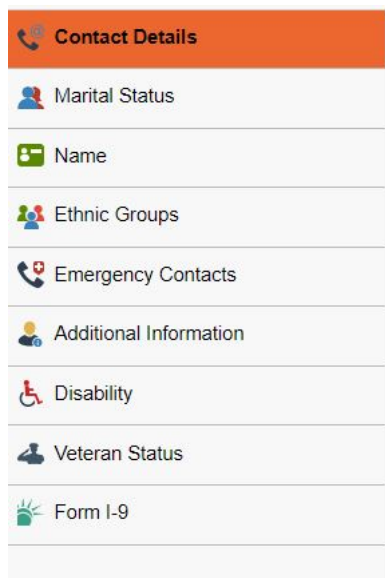 Contact Details
Marital Status
Name
Ethnic Groups
Emergency Contacts
Additional Information
Disability
Veteran Status
Form I-9